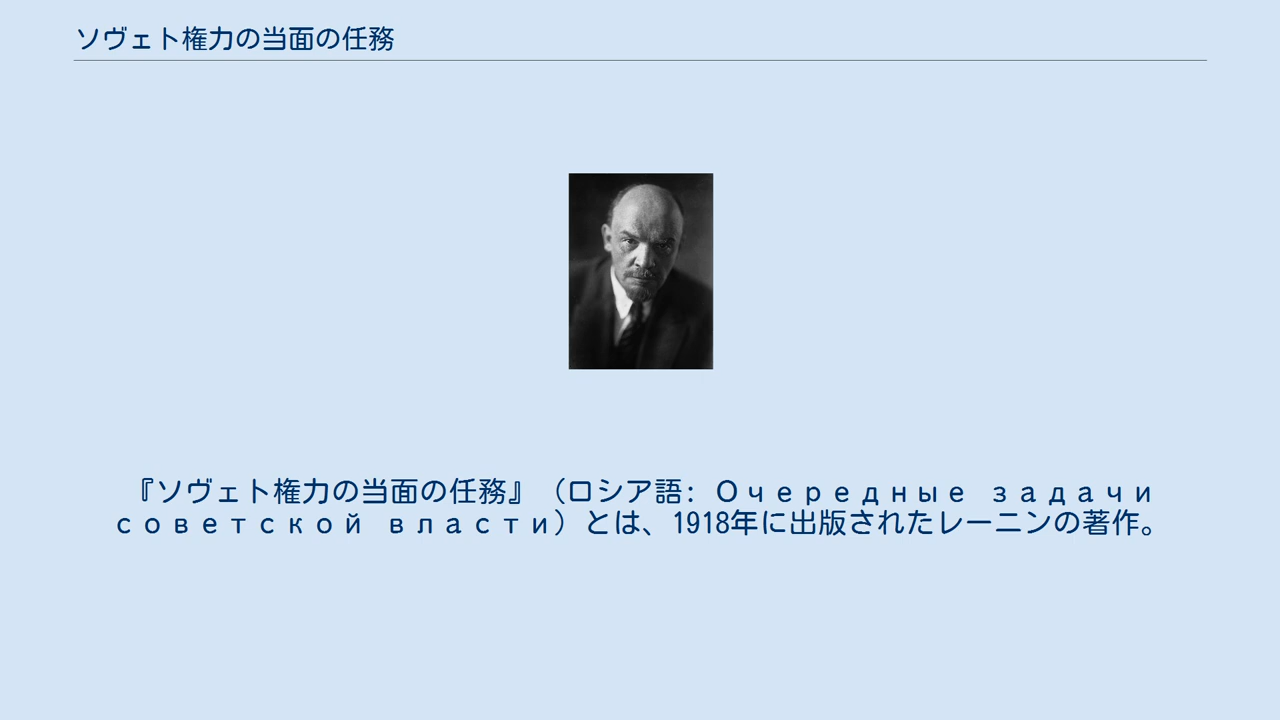 ソヴェト権力の当面の任務
『ソヴェト権力の当面の任務』（ロシア語: Очередные задачи
советской власти）とは、1918年に出版されたレーニンの著作。